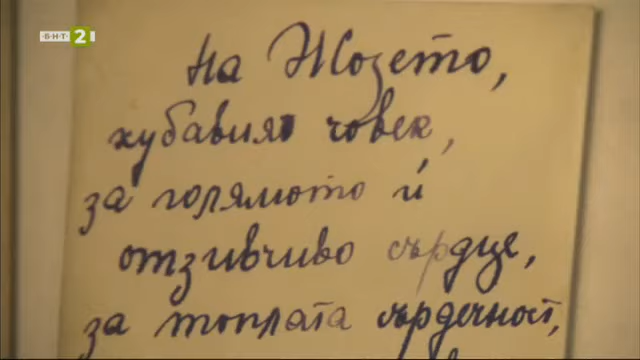 БНТ 2
На Жозето,
хубавия човек,
за голямото ѝ
отзивчиво сърдце,
за топлата сърдечност,